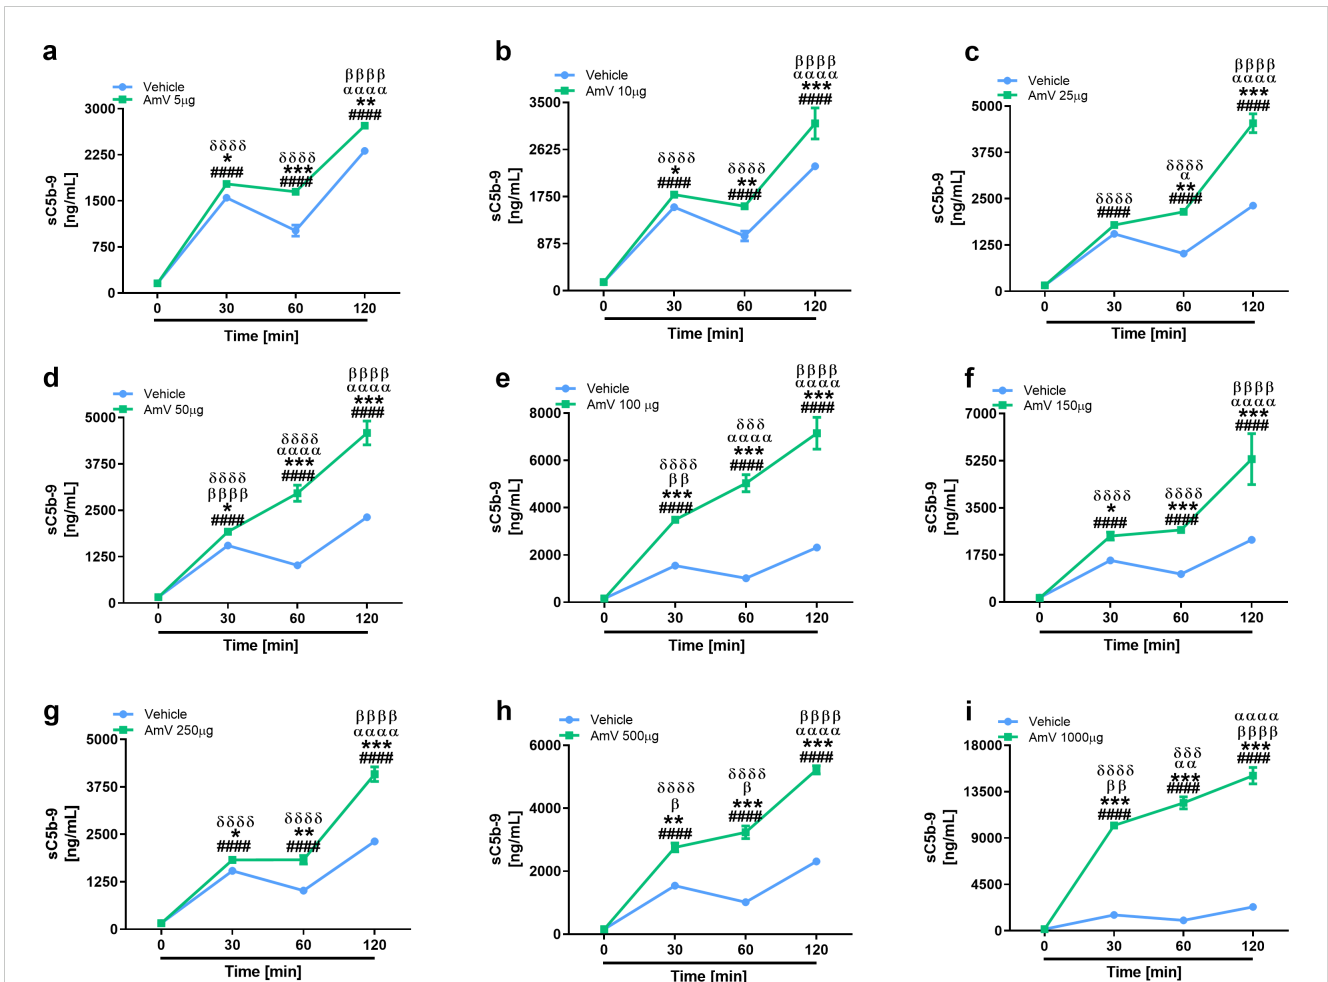 a
Vehicle
AmV 5μg
ββββ
αααα
**
####
δδδδ
*
####
δδδδ
***
####
3000
2250
1500
750
0
sC5b-9
[ng/mL]
0 30 60 120
Time [min]
b
Vehicle
AmV 10μg
ββββ
αααα
***
####
δδδδ
*
####
δδδδ
**
####
3500
2625
1750
875
0
sC5b-9
[ng/mL]
0 30 60 120
Time [min]
c
Vehicle
AmV 25μg
ββββ
αααα
***
####
δδδδ
####
δδδδ
α
**
####
5000
3750
2500
1250
0
sC5b-9
[ng/mL]
0 30 60 120
Time [min]
d
Vehicle
AmV 50μg
ββββ
αααα
***
####
δδδδ
αααα
***
####
δδδδ
ββββ
*
####
5000
3750
2500
1250
0
sC5b-9
[ng/mL]
0 30 60 120
Time [min]
e
Vehicle
AmV 100 μg
ββββ
αααα
***
####
δδδ
αααα
***
####
δδδδ
ββ
***
####
8000
6000
4000
2000
0
sC5b-9
[ng/mL]
0 30 60 120
Time [min]
f
Vehicle
AmV 150μg
ββββ
αααα
***
####
δδδδ
*
####
δδδδ
***
####
7000
5250
3500
1750
0
sC5b-9
[ng/mL]
0 30 60 120
Time [min]
g
Vehicle
AmV 250μg
ββββ
αααα
***
####
δδδδ
*
####
δδδδ
**
####
5000
3750
2500
1250
0
sC5b-9
[ng/mL]
0 30 60 120
Time [min]
h
Vehicle
AmV 500μg
ββββ
αααα
***
####
δδδδ
β
***
####
δδδδ
β
**
####
6000
4000
2000
0
sC5b-9
[ng/mL]
0 30 60 120
Time [min]
i
Vehicle
AmV 1000μg
αααα
ββββ
***
####
δδδ
αα
***
####
δδδδ
ββ
***
####
18000
13500
9000
4500
0
sC5b-9
[ng/mL]
0 30 60 120
Time [min]